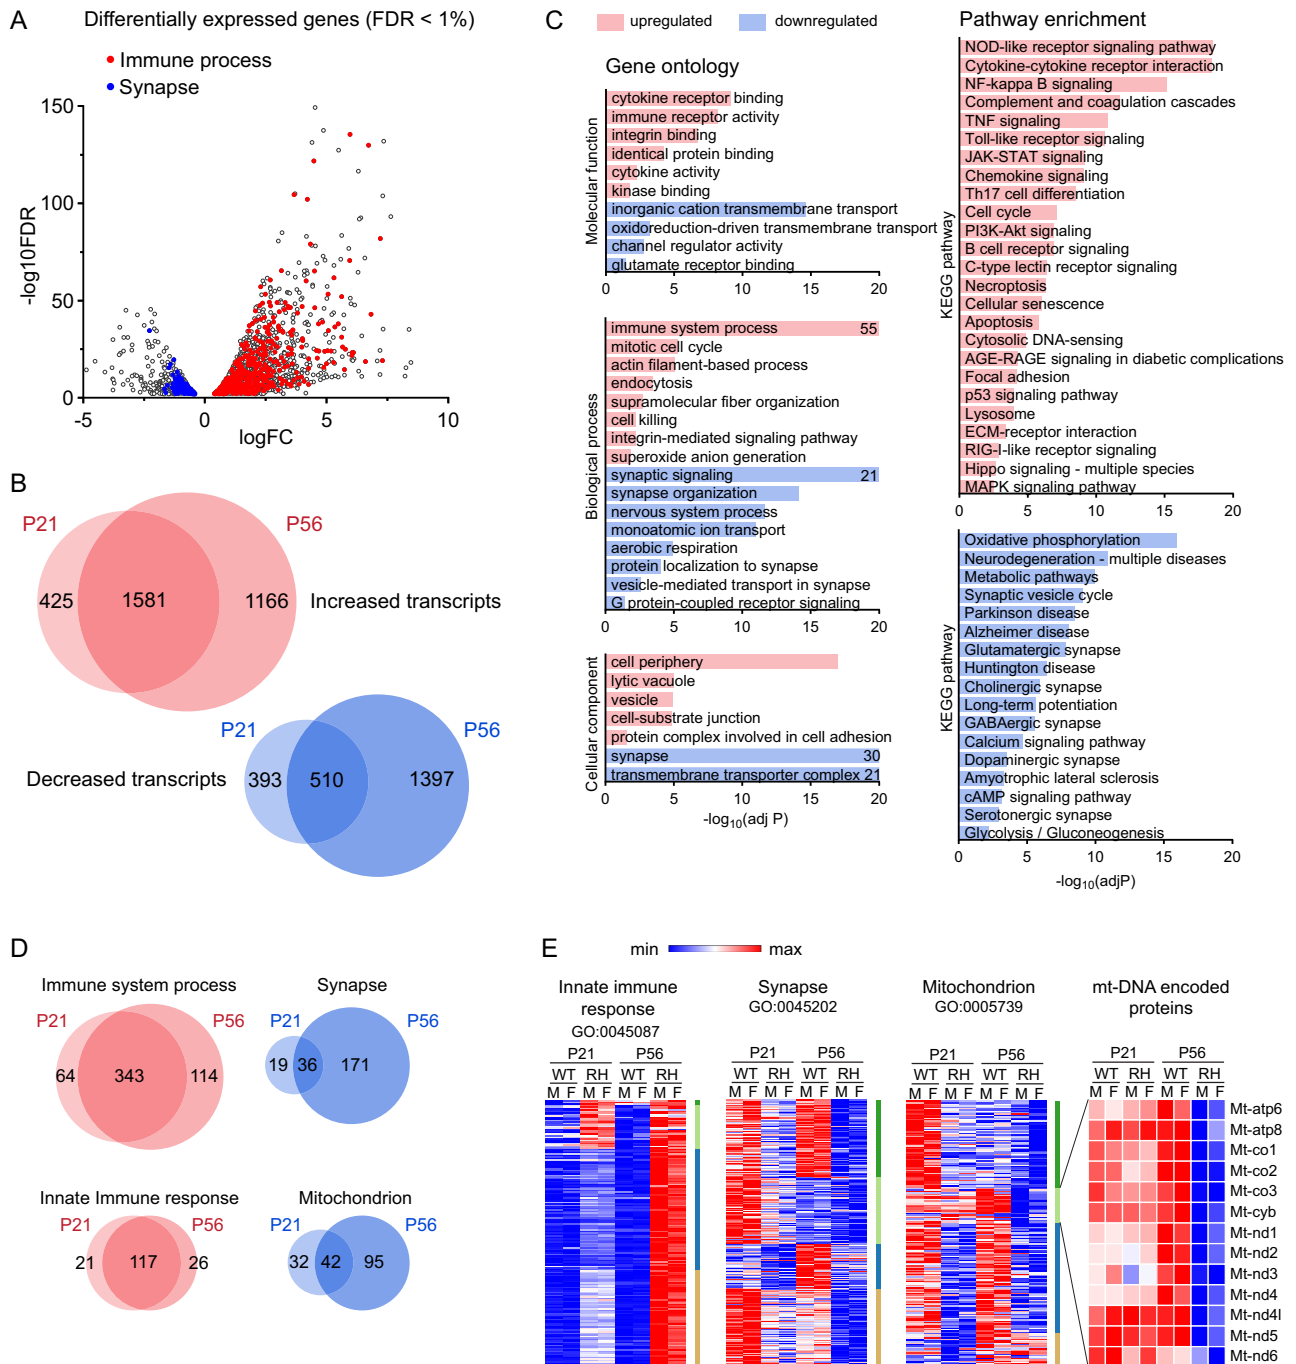 A
Differentially expressed genes (FDR < 1%)
Immune process
Synapse
150
100
50
0
-log10FDR
-5
0
5
10
logFC
B
P21
P56
425
1581
1166
Increased transcripts
P21
P56
Decreased transcripts
393
510
1397
C
upregulated
downregulated
Gene ontology
Molecular function
cytokine receptor binding
immune receptor activity
integrin binding
identical protein binding
cytokine activity
kinase binding
inorganic cation transmembrane transport
oxidoreduction-driven transmembrane transport
channel regulator activity
glutamate receptor binding
0 5 10 15 20
Biological process
immune system process 55
mitotic cell cycle
actin filament-based process
endocytosis
supramolecular fiber organization
cell killing
integrin-mediated signaling pathway
superoxide anion generation
synaptic signaling 21
synapse organization
nervous system process
monoatomic ion transport
aerobic respiration
protein localization to synapse
vesicle-mediated transport in synapse
G protein-coupled receptor signaling
0 5 10 15 20
Cellular component
cell periphery
lytic vacuole
vesicle
cell-substrate junction
protein complex involved in cell adhesion
synapse 30
transmembrane transporter complex 21
0 5 10 15 20
-log10(adj P)
Pathway enrichment
KEGG pathway
NOD-like receptor signaling pathway
Cytokine-cytokine receptor interaction
NF-kappa B signaling
Complement and coagulation cascades
TNF signaling
Toll-like receptor signaling
JAK-STAT signaling
Chemokine signaling
Th17 cell differentiation
Cell cycle
PI3K-Akt signaling
B cell receptor signaling
C-type lectin receptor signaling
Necroptosis
Cellular senescence
Apoptosis
Cytosolic DNA-sensing
AGE-RAGE signaling in diabetic complications
Focal adhesion
p53 signaling pathway
Lysosome
ECM-receptor interaction
RIG-I-like receptor signaling
Hippo signaling - multiple species
MAPK signaling pathway
0 5 10 15 20
KEGG pathway
Oxidative phosphorylation
Neurodegeneration - multiple diseases
Metabolic pathways
Synaptic vesicle cycle
Parkinson disease
Alzheimer disease
Glutamatergic synapse
Huntington disease
Cholinergic synapse
Long-term potentiation
GABAergic synapse
Calcium signaling pathway
Dopaminergic synapse
Amyotrophic lateral sclerosis
cAMP signaling pathway
Serotonergic synapse
Glycolysis / Gluconeogenesis
0 5 10 15 20
-log10(adjP)
D
Immune system process
P21
P56
64
343
114
Synapse
P21
P56
19
36
171
Innate Immune response
P21
P56
21
117
26
Mitochondrion
P21
P56
32
42
95
E
min
max
Innate immune
response
GO:0045087
P21 P56
WT RH WT RH
M F M F M F M F
Synapse
GO:0045202
P21 P56
WT RH WT RH
M F M F M F M F
Mitochondrion
GO:0005739
P21 P56
WT RH WT RH
M F M F M F M F
mt-DNA encoded
proteins
P21 P56
WT RH WT RH
M F M F M F M F
Mt-atp6
Mt-atp8
Mt-co1
Mt-co2
Mt-co3
Mt-cyb
Mt-nd1
Mt-nd2
Mt-nd3
Mt-nd4
Mt-nd4l
Mt-nd5
Mt-nd6